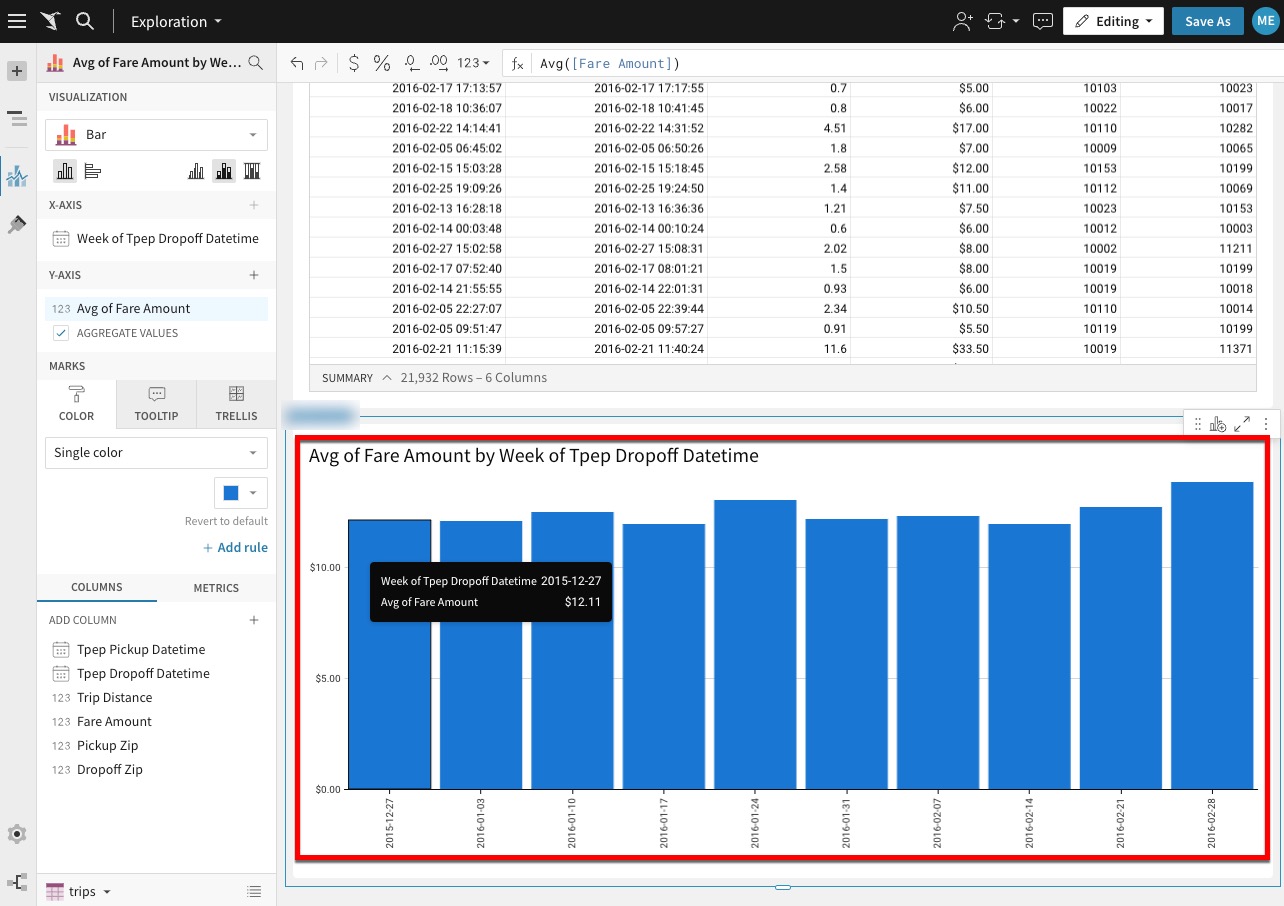 Exploration
Editing
Save As
ME
Avg of Fare Amount by We...
123
fx
Avg([Fare Amount])
VISUALIZATION
Bar
X-AXIS
Week of Tpep Dropoff Datetime
Y-AXIS
123 Avg of Fare Amount
AGGREGATE VALUES
MARKS
COLOR TOOLTIP TRELLIS
Single color
Revert to default
+ Add rule
COLUMNS METRICS
ADD COLUMN
Tpep Pickup Datetime
Tpep Dropoff Datetime
123 Trip Distance
123 Fare Amount
123 Pickup Zip
123 Dropoff Zip
trips
2016-02-17 17:13:57 2016-02-17 17:17:55 0.7 $5.00 10103 10023
2016-02-18 10:36:07 2016-02-18 10:41:45 0.8 $6.00 10022 10017
2016-02-22 14:14:41 2016-02-22 14:31:52 4.51 $17.00 10110 10282
2016-02-05 06:45:02 2016-02-05 06:50:26 1.8 $7.00 10009 10065
2016-02-15 15:03:28 2016-02-15 15:18:45 2.58 $12.00 10153 10199
2016-02-25 19:09:26 2016-02-25 19:24:50 1.4 $11.00 10112 10069
2016-02-13 16:28:18 2016-02-13 16:36:36 1.21 $7.50 10023 10153
2016-02-14 00:03:48 2016-02-14 00:10:24 0.6 $6.00 10012 10003
2016-02-27 15:02:58 2016-02-27 15:08:31 2.02 $8.00 10002 11211
2016-02-17 07:52:40 2016-02-17 08:01:21 1.5 $8.00 10019 10199
2016-02-14 21:55:55 2016-02-14 22:01:31 0.93 $6.00 10019 10018
2016-02-05 22:27:07 2016-02-05 22:39:44 2.34 $10.50 10110 10014
2016-02-05 09:51:47 2016-02-05 09:57:27 0.91 $5.50 10119 10199
2016-02-21 11:15:39 2016-02-21 11:40:24 11.6 $33.50 10019 11371
SUMMARY 21,932 Rows – 6 Columns
Avg of Fare Amount by Week of Tpep Dropoff Datetime
$10.00
Week of Tpep Dropoff Datetime 2015-12-27
Avg of Fare Amount $12.11
$5.00
$0.00
2015-12-27
2016-01-03
2016-01-10
2016-01-17
2016-01-24
2016-01-31
2016-02-07
2016-02-14
2016-02-21
2016-02-28